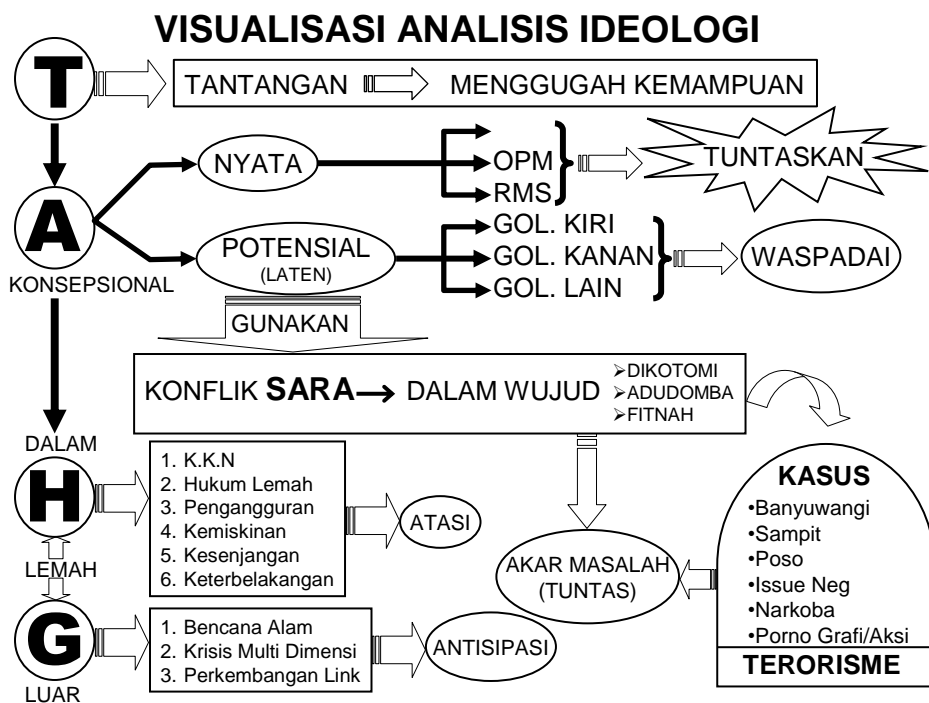 VISUALISASI ANALISIS IDEOLOGI
T
TANTANGAN MENGGUGAH KEMAMPUAN
NYATA
OPM
RMS
TUNTASKAN
A
KONSEPSIONAL
POTENSIAL
(LATEN)
GOL. KIRI
GOL. KANAN
GOL. LAIN
WASPADAI
GUNAKAN
KONFLIK SARA DALAM WUJUD
➢DIKOTOMI
➢ADUDOMBA
➢FITNAH
DALAM
H
LEMAH
1. K.K.N
2. Hukum Lemah
3. Pengangguran
4. Kemiskinan
5. Kesenjangan
6. Keterbelakangan
ATASI
AKAR MASALAH
(TUNTAS)
KASUS
•Banyuwangi
•Sampit
•Poso
•Issue Neg
•Narkoba
•Porno Grafi/Aksi
TERORISME
G
LUAR
1. Bencana Alam
2. Krisis Multi Dimensi
3. Perkembangan Link
ANTISIPASI